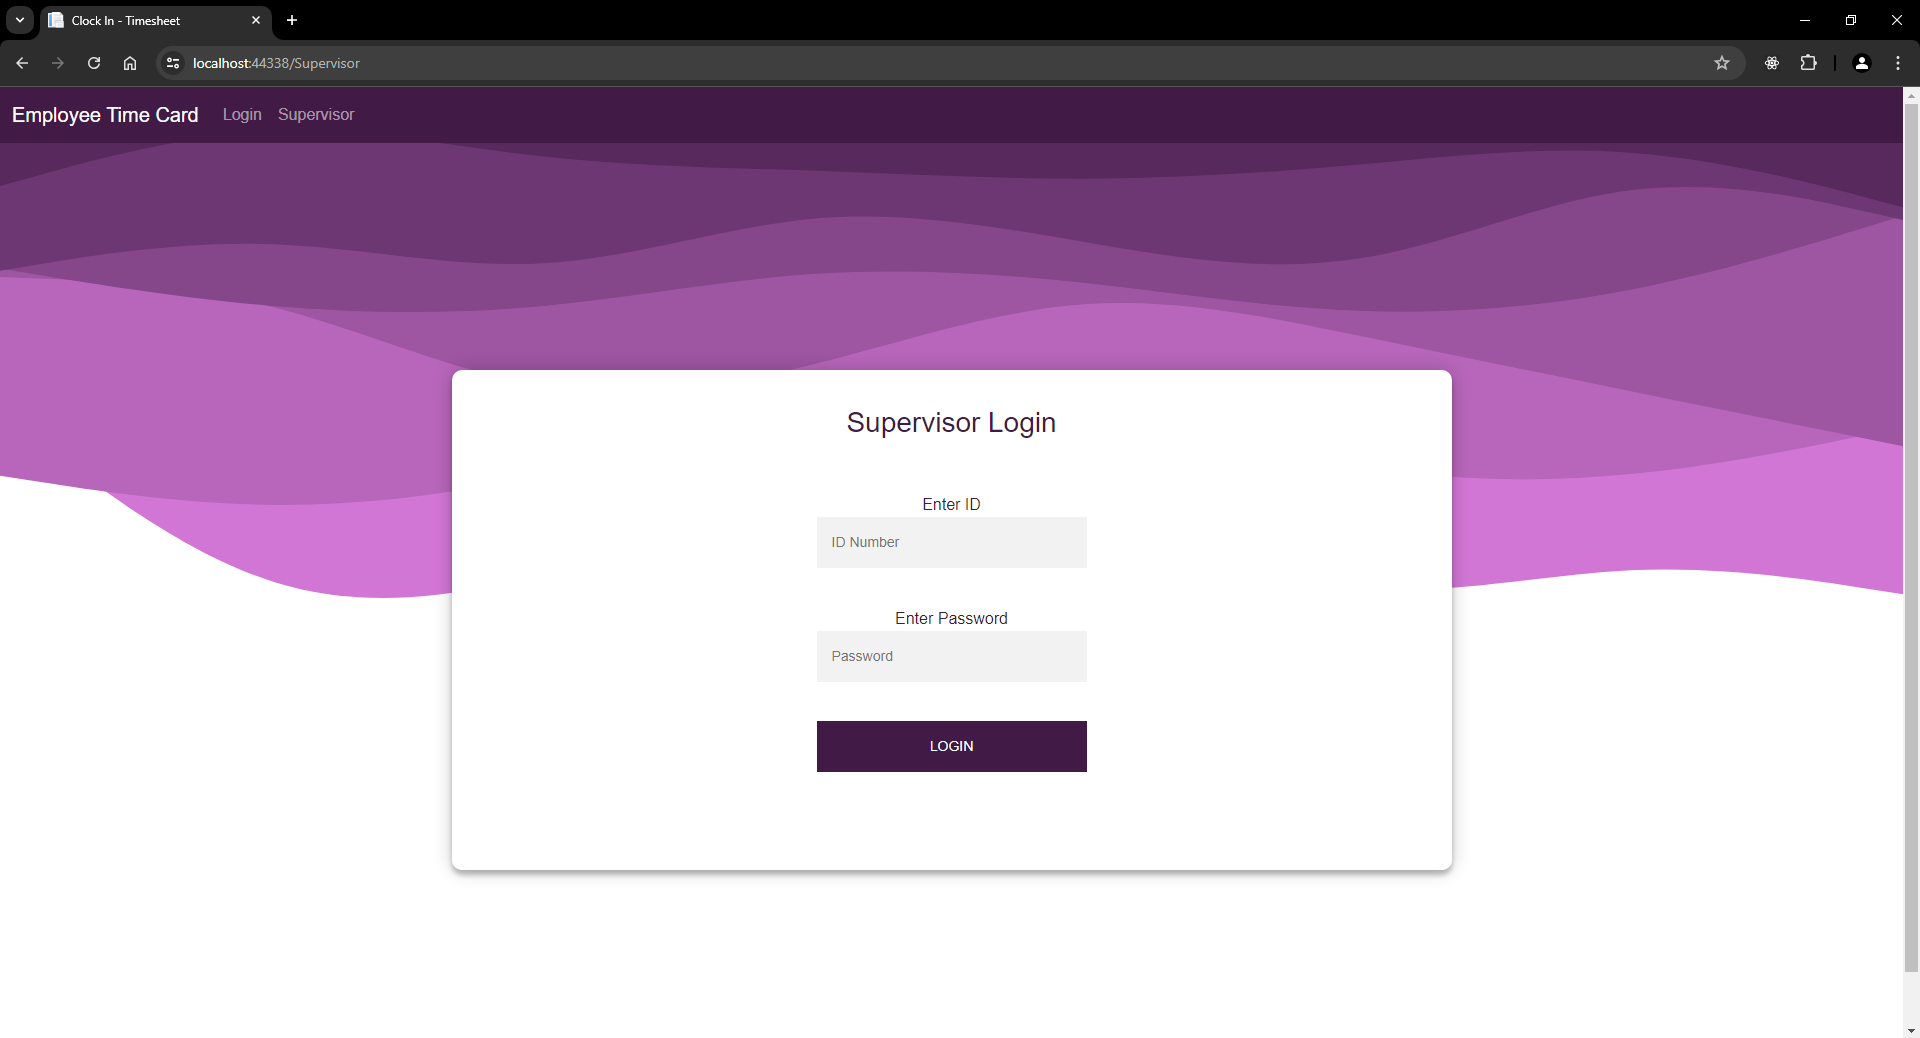 Clock In - Timesheet
localhost:44338/Supervisor
Employee Time Card Login Supervisor
Supervisor Login
Enter ID
ID Number
Enter Password
Password
LOGIN